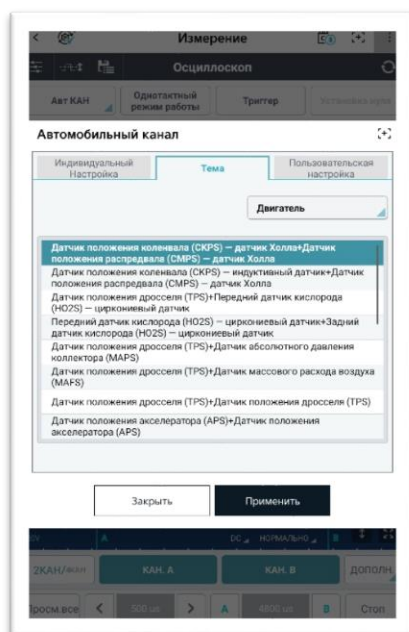 Измерение
Осциллоскоп
Авт КАН
Однотактный
режим работы
Триггер
Установка нуля
Автомобильный канал
Индивидуальный
Настройка
Тема
Пользовательская
настройка
Двигатель
Датчик положения коленвала (CKPS) — датчик Холла+Датчик
положения распредвала (CMPS) — датчик Холла
Датчик положения коленвала (CKPS) — индуктивный датчик+Датчик
положения распредвала (CMPS) — датчик Холла
Датчик положения дросселя (TPS)+Передний датчик кислорода
(HO2S) — циркониевый датчик
Передний датчик кислорода (HO2S) — циркониевый датчик+Задний
датчик кислорода (HO2S) — циркониевый датчик
Датчик положения дросселя (TPS)+Датчик абсолютного давления
коллектора (MAPS)
Датчик положения дросселя (TPS)+Датчик массового расхода воздуха
(MAFS)
Датчик положения дросселя (TPS)+Датчик положения дросселя (TPS)
Датчик положения акселератора (APS)+Датчик положения
акселератора (APS)
Закрыть
Применить
A DC НОРМАЛЬНО B
2КАН/ КАН. A КАН. B ДОПОЛН.
Просм.все < 500 us > A 4800 us B Стоп